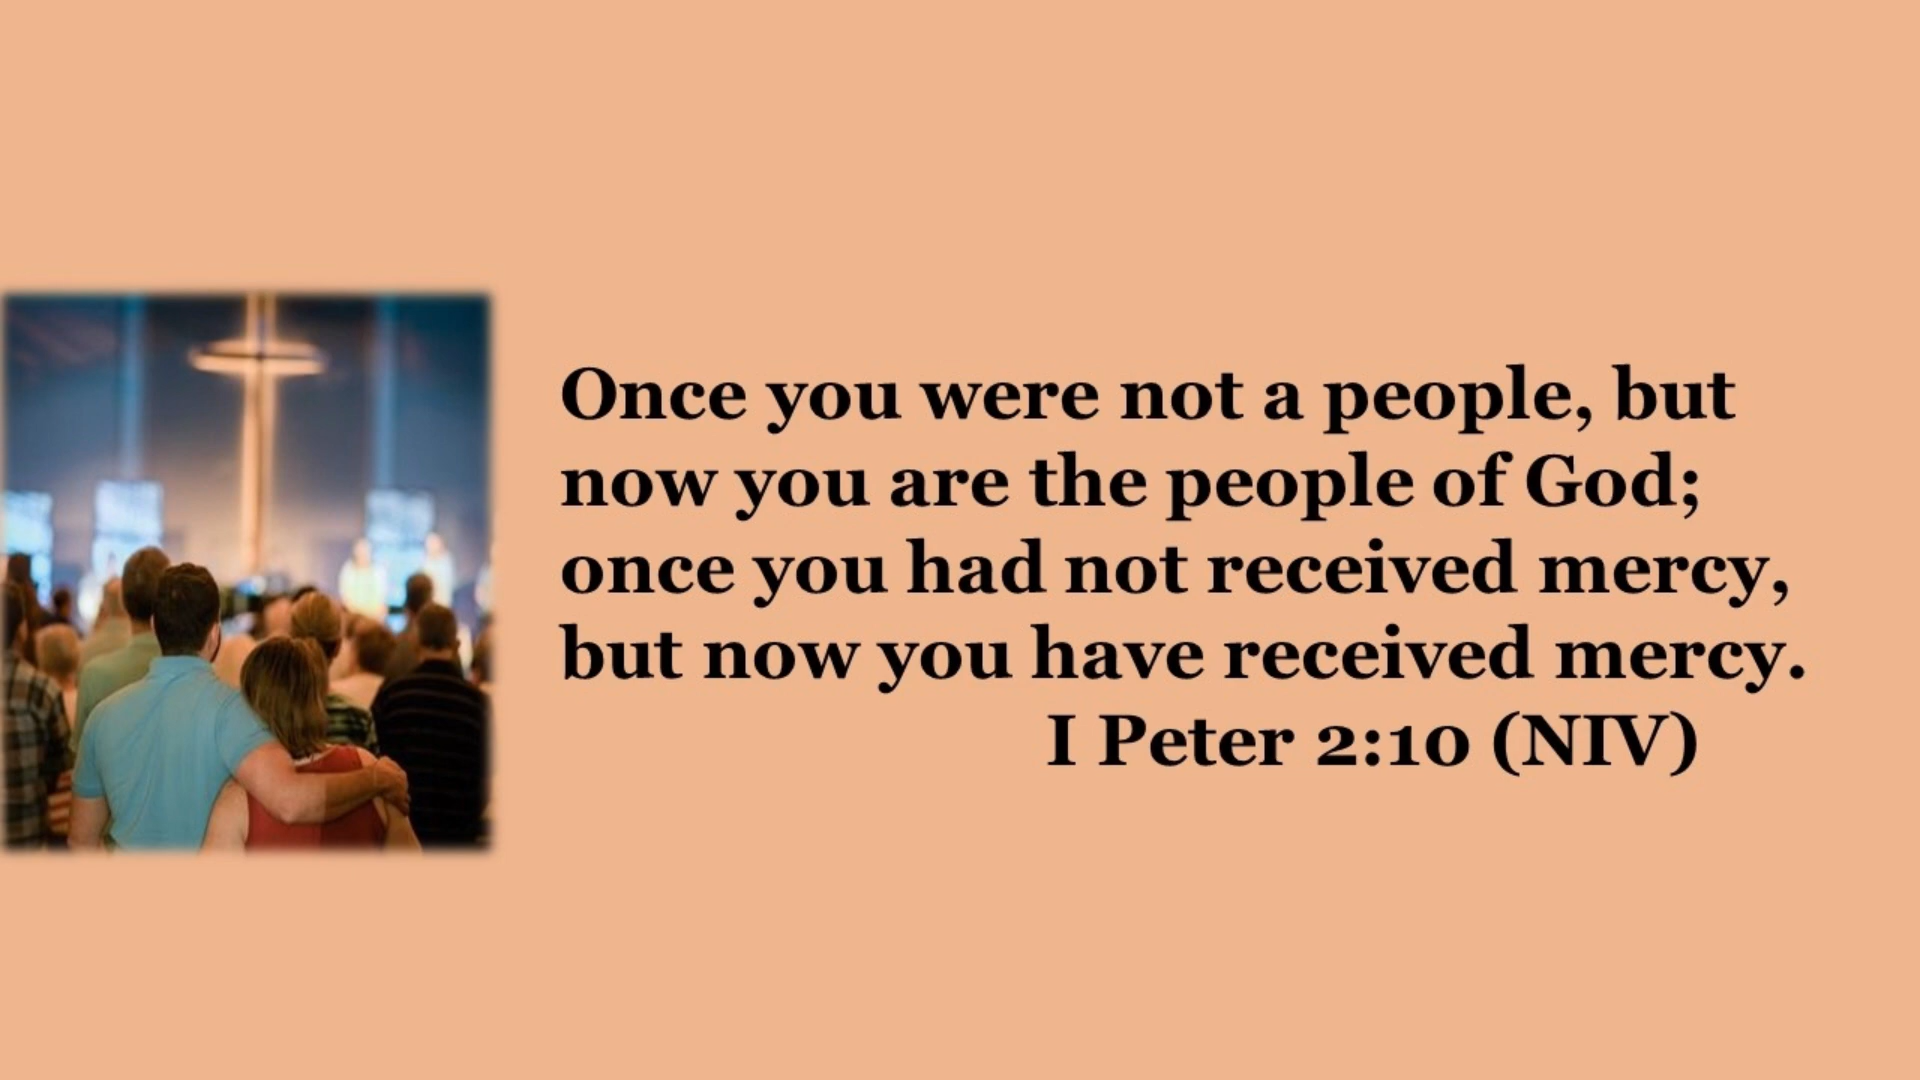 Once you were not a people, but
now you are the people of God;
once you had not received mercy,
but now you have received mercy.
I Peter 2:10 (NIV)